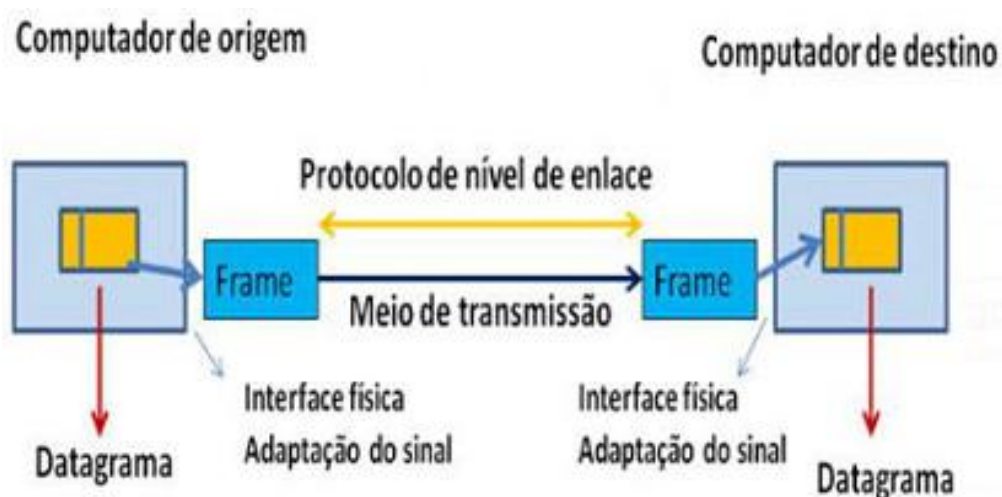 Computador de origem
Computador de destino
Protocolo de nível de enlace
Frame
Frame
Meio de transmissão
Interface física
Adaptação do sinal
Interface física
Adaptação do sinal
Datagrama
Datagrama